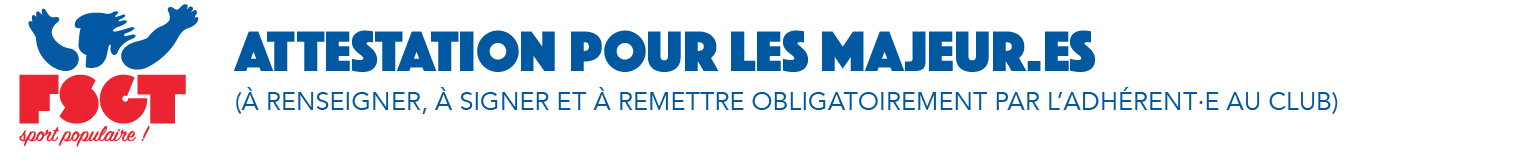 ATTESTATION POUR LES MAJEUR.ES
(À RENSEIGNER, À SIGNER ET À REMETTRE OBLIGATOIREMENT PAR L’ADHÉRENT·E AU CLUB)
FSGT
sport populaire !